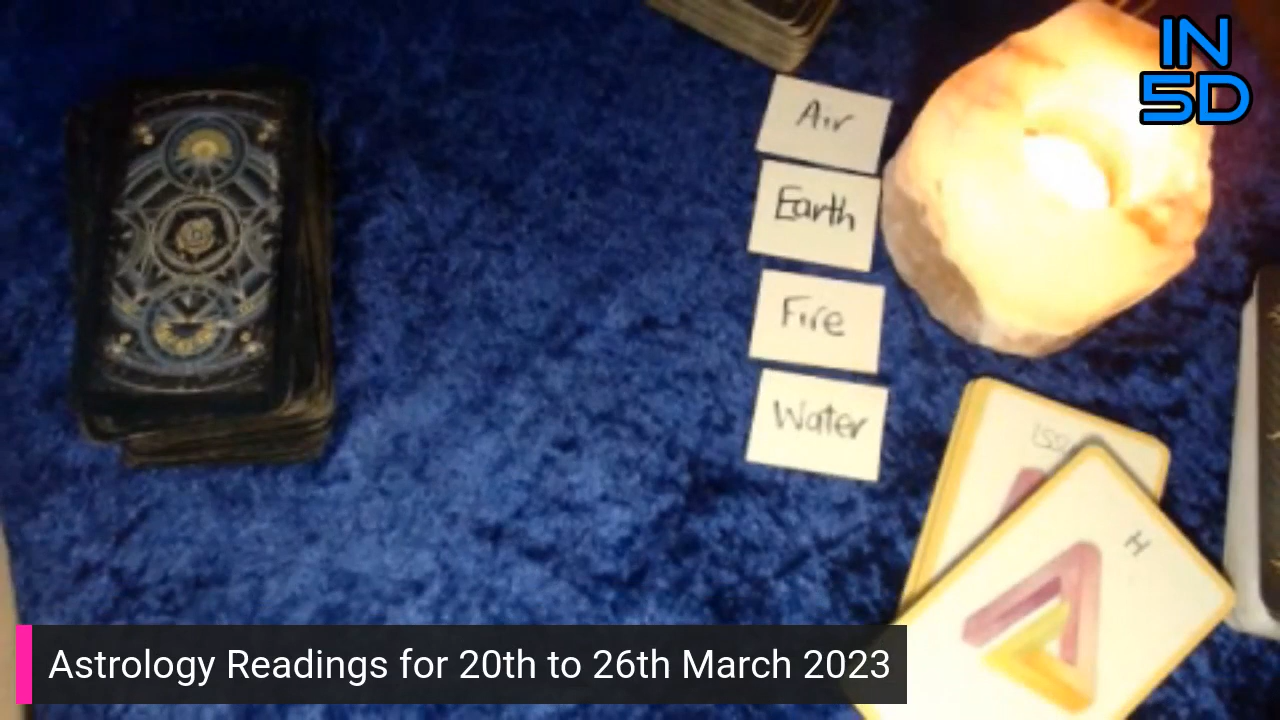 IN
5D
Air
Earth
Fire
Water
H
Astrology Readings for 20th to 26th March 2023